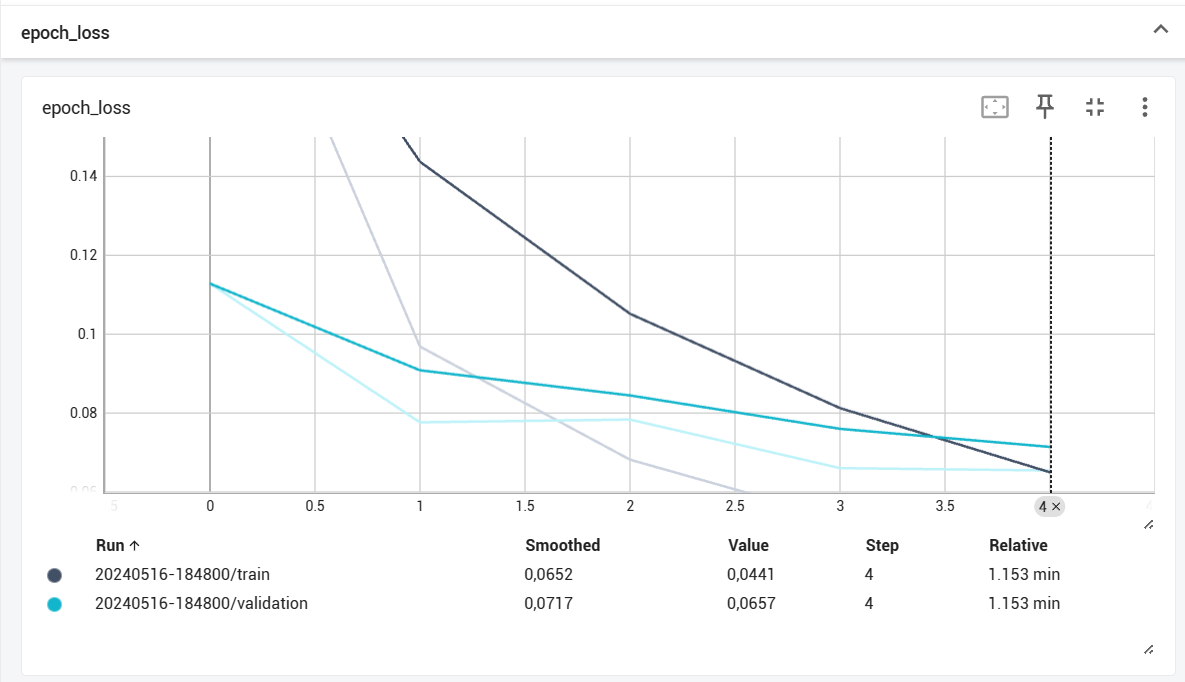 epoch_loss
epoch_loss
0.14
0.12
0.1
0.08
0.06
0 0.5 1 1.5 2 2.5 3 3.5 4 ×
Run ↑ Smoothed Value Step Relative
20240516-184800/train 0,0652 0,0441 4 1.153 min
20240516-184800/validation 0,0717 0,0657 4 1.153 min